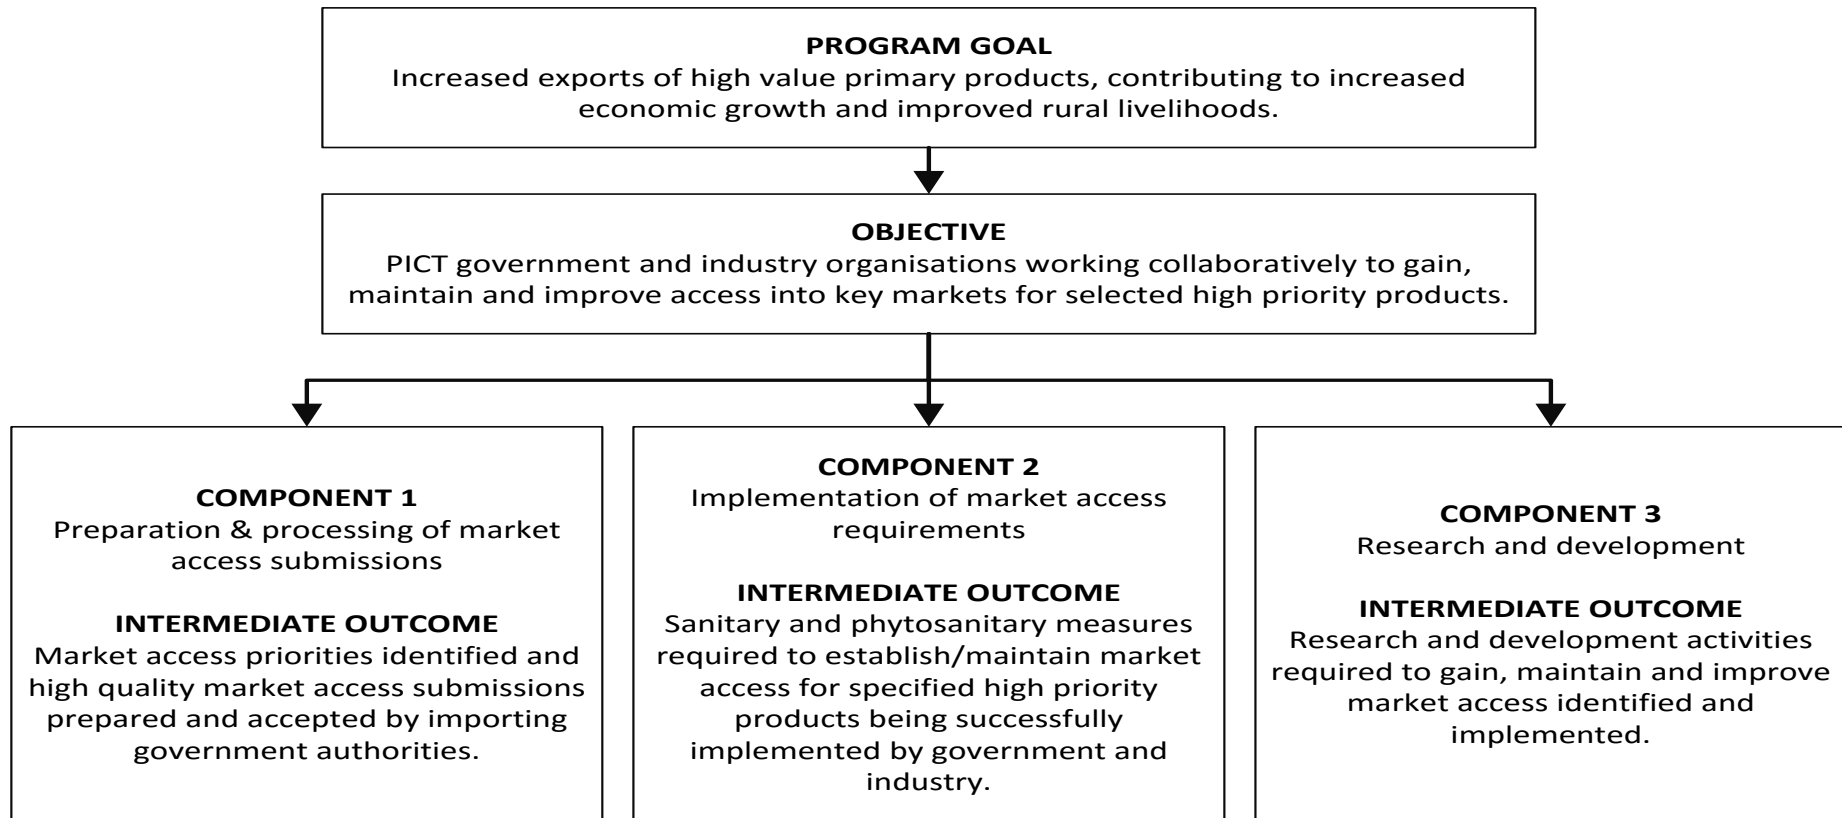 PROGRAM GOAL
Increased exports of high value primary products, contributing to increased
economic growth and improved rural livelihoods.
OBJECTIVE
PICT government and industry organisations working collaboratively to gain,
maintain and improve access into key markets for selected high priority products.
COMPONENT 1
Preparation & processing of market
access submissions
INTERMEDIATE OUTCOME
Market access priorities identified and
high quality market access submissions
prepared and accepted by importing
government authorities.
COMPONENT 2
Implementation of market access
requirements
INTERMEDIATE OUTCOME
Sanitary and phytosanitary measures
required to establish/maintain market
access for specified high priority
products being successfully
implemented by government and
industry.
COMPONENT 3
Research and development
INTERMEDIATE OUTCOME
Research and development activities
required to gain, maintain and improve
market access identified and
implemented.